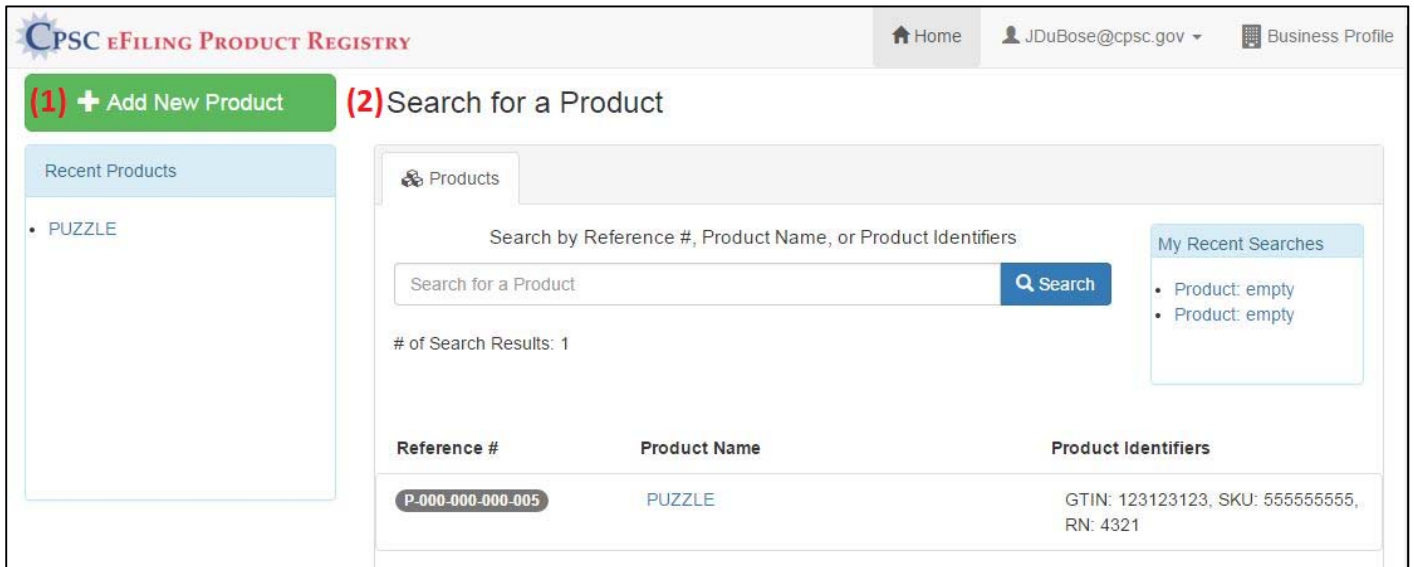 CPSC eFiling Product Registry
Home
JDuBose@cpsc.gov
Business Profile
(1) Add New Product
(2) Search for a Product
Recent Products
PUZZLE
Products
Search by Reference #, Product Name, or Product Identifiers
Search for a Product
Search
# of Search Results: 1
My Recent Searches
Product: empty
Product: empty
Reference #
Product Name
Product Identifiers
P-000-000-000-005
PUZZLE
GTIN: 123123123, SKU: 555555555,
RN: 4321